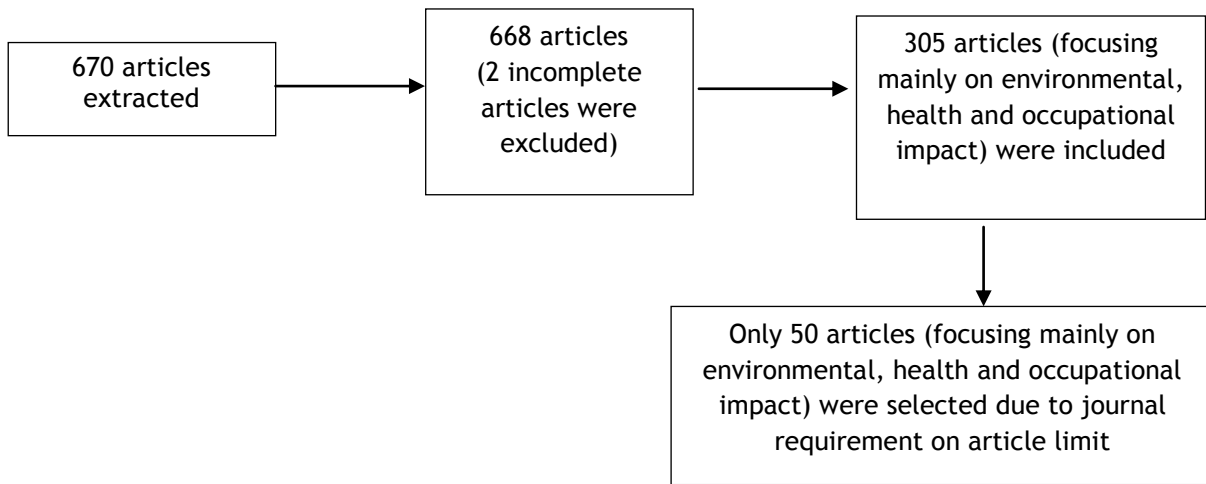 670 articles
extracted
668 articles
(2 incomplete
articles were
excluded)
305 articles (focusing
mainly on environmental,
health and occupational
impact) were included
Only 50 articles (focusing mainly on
environmental, health and occupational
impact) were selected due to journal
requirement on article limit